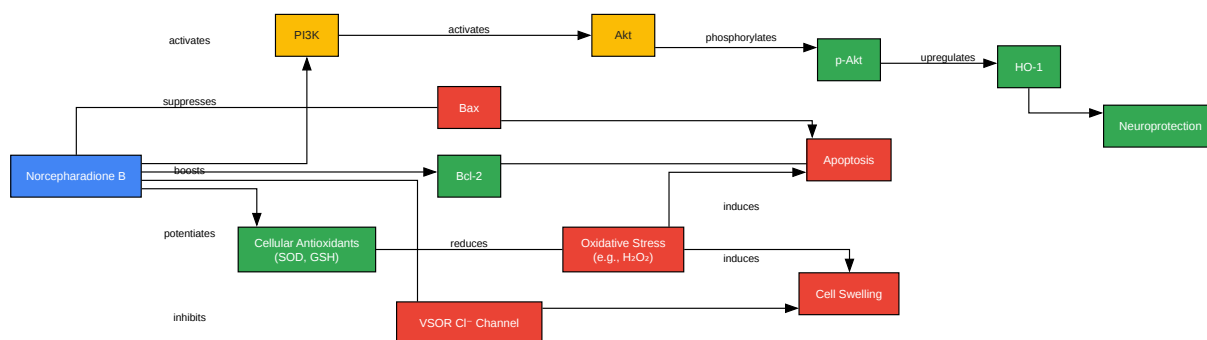 PI3K
activates
Akt
activates
phosphorylates
p-Akt
upregulates
HO-1
suppresses
Bax
Neuroprotection
Norcepharadione B
boosts
Bcl-2
Apoptosis
induces
potentiates
Cellular Antioxidants
(SOD, GSH)
reduces
Oxidative Stress
(e.g., H₂O₂)
induces
Cell Swelling
inhibits
VSOR Cl⁻ Channel